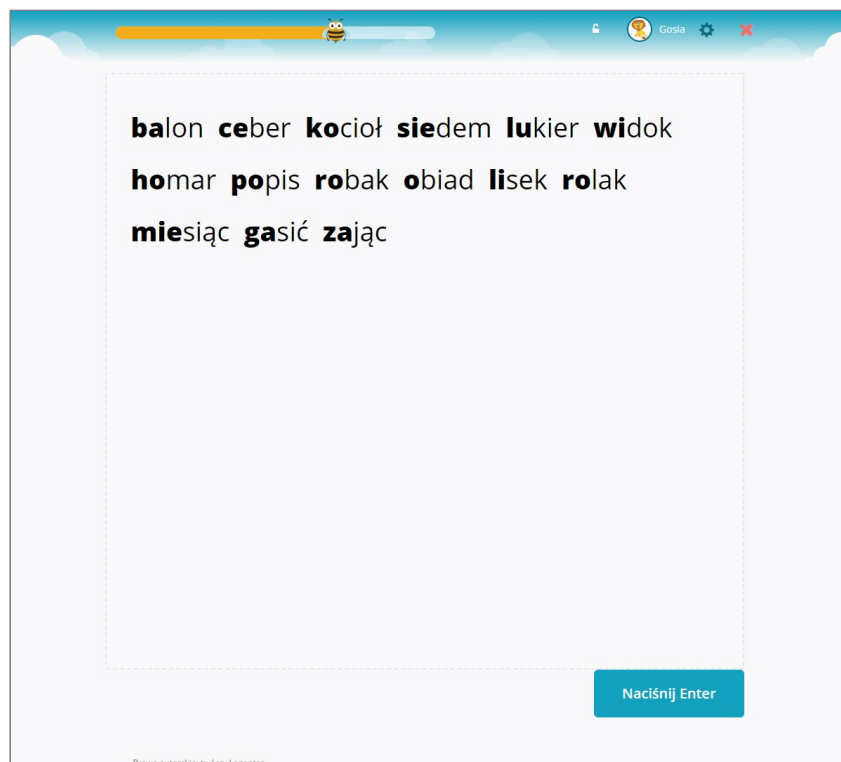 Gosia
balon ceber kocioł siedem lukier widok
homar popis robak obiad lisek rolak
miesiąc gasić zając
Naciśnij Enter